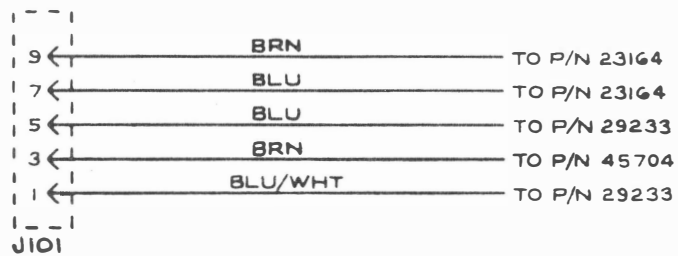 9 BRN TO P/N 23164
7 BLU TO P/N 23164
5 BLU TO P/N 29233
3 BRN TO P/N 45704
1 BLU/WHT TO P/N 29233
J101